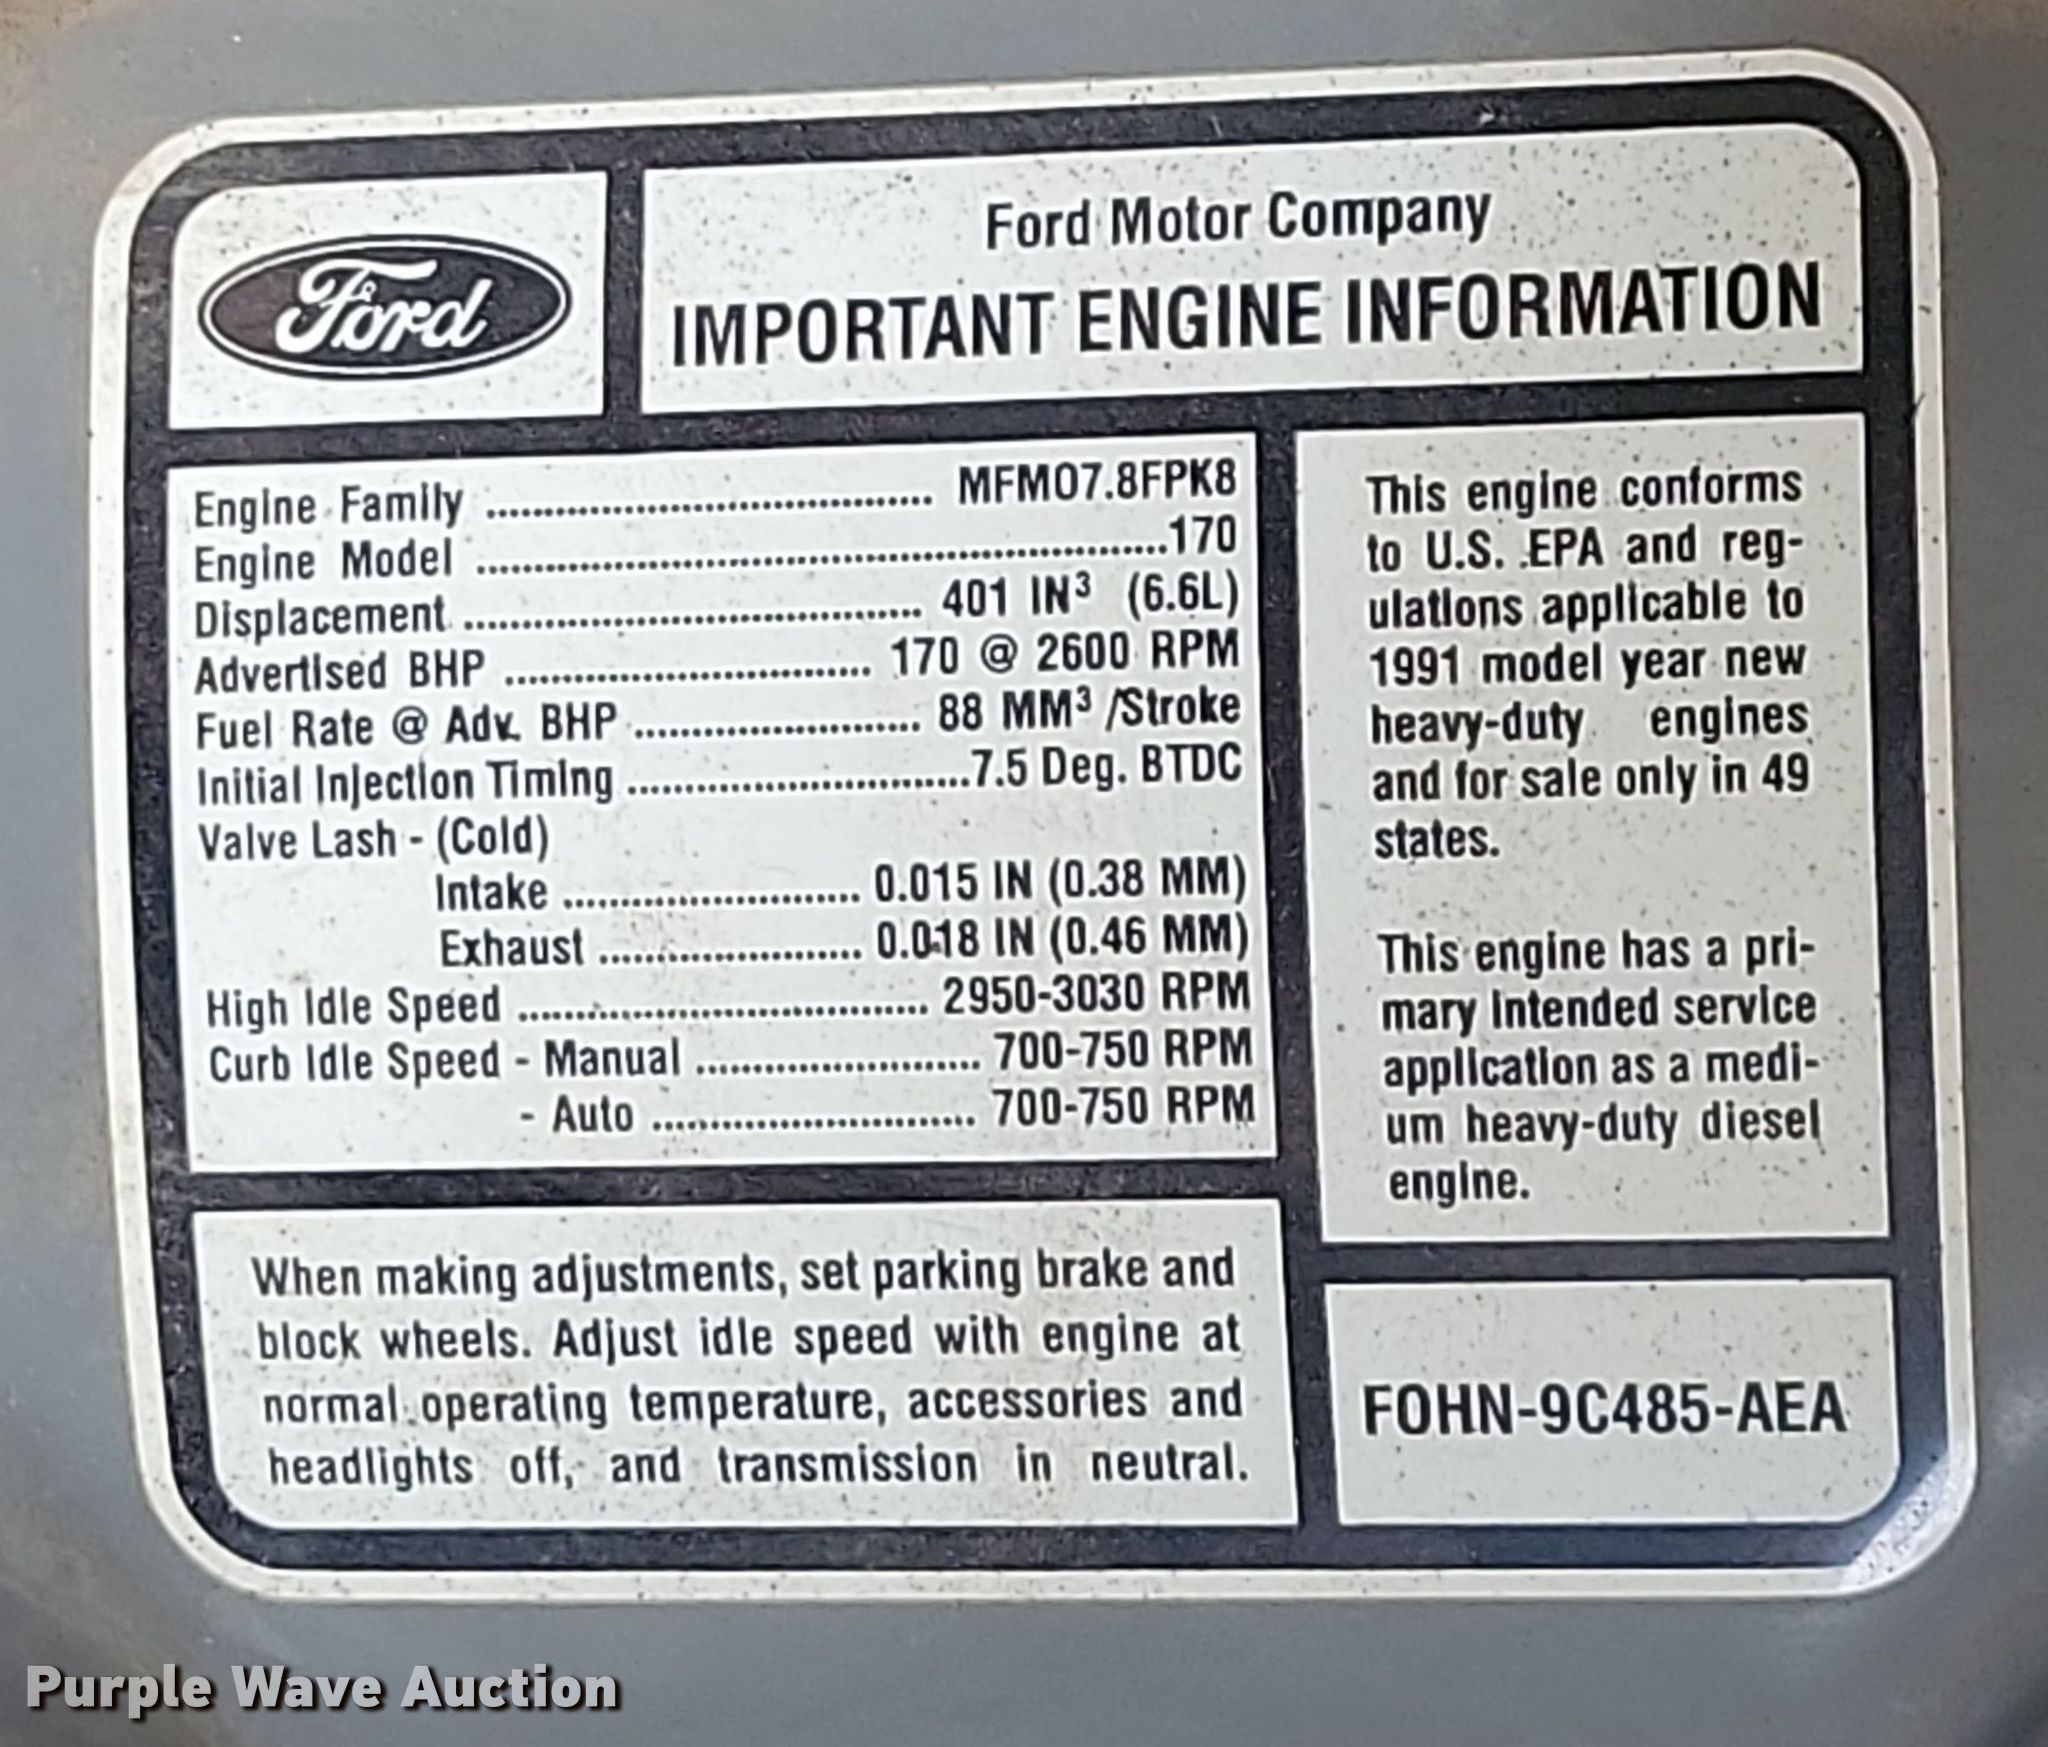 Ford
Ford Motor Company
IMPORTANT ENGINE INFORMATION
Engine Family ........ MFM07.8FPK8
Engine Model ........ 170
Displacement ........ 401 IN³ (6.6L)
Advertised BHP ........ 170 @ 2600 RPM
Fuel Rate @ Adv. BHP ........ 88 MM³ /Stroke
Initial Injection Timing ........ 7.5 Deg. BTDC
Valve Lash - (Cold)
Intake ........ 0.015 IN (0.38 MM)
Exhaust ........ 0.018 IN (0.46 MM)
High Idle Speed ........ 2950-3030 RPM
Curb Idle Speed - Manual ........ 700-750 RPM
- Auto ........ 700-750 RPM
This engine conforms
to U.S. EPA and reg-
ulations applicable to
1991 model year new
heavy-duty engines
and for sale only in 49
states.
This engine has a pri-
mary intended service
application as a medi-
um heavy-duty diesel
engine.
When making adjustments, set parking brake and
block wheels. Adjust idle speed with engine at
normal operating temperature, accessories and
headlights off, and transmission in neutral.
FOHN-9C485-AEA
Purple Wave Auction